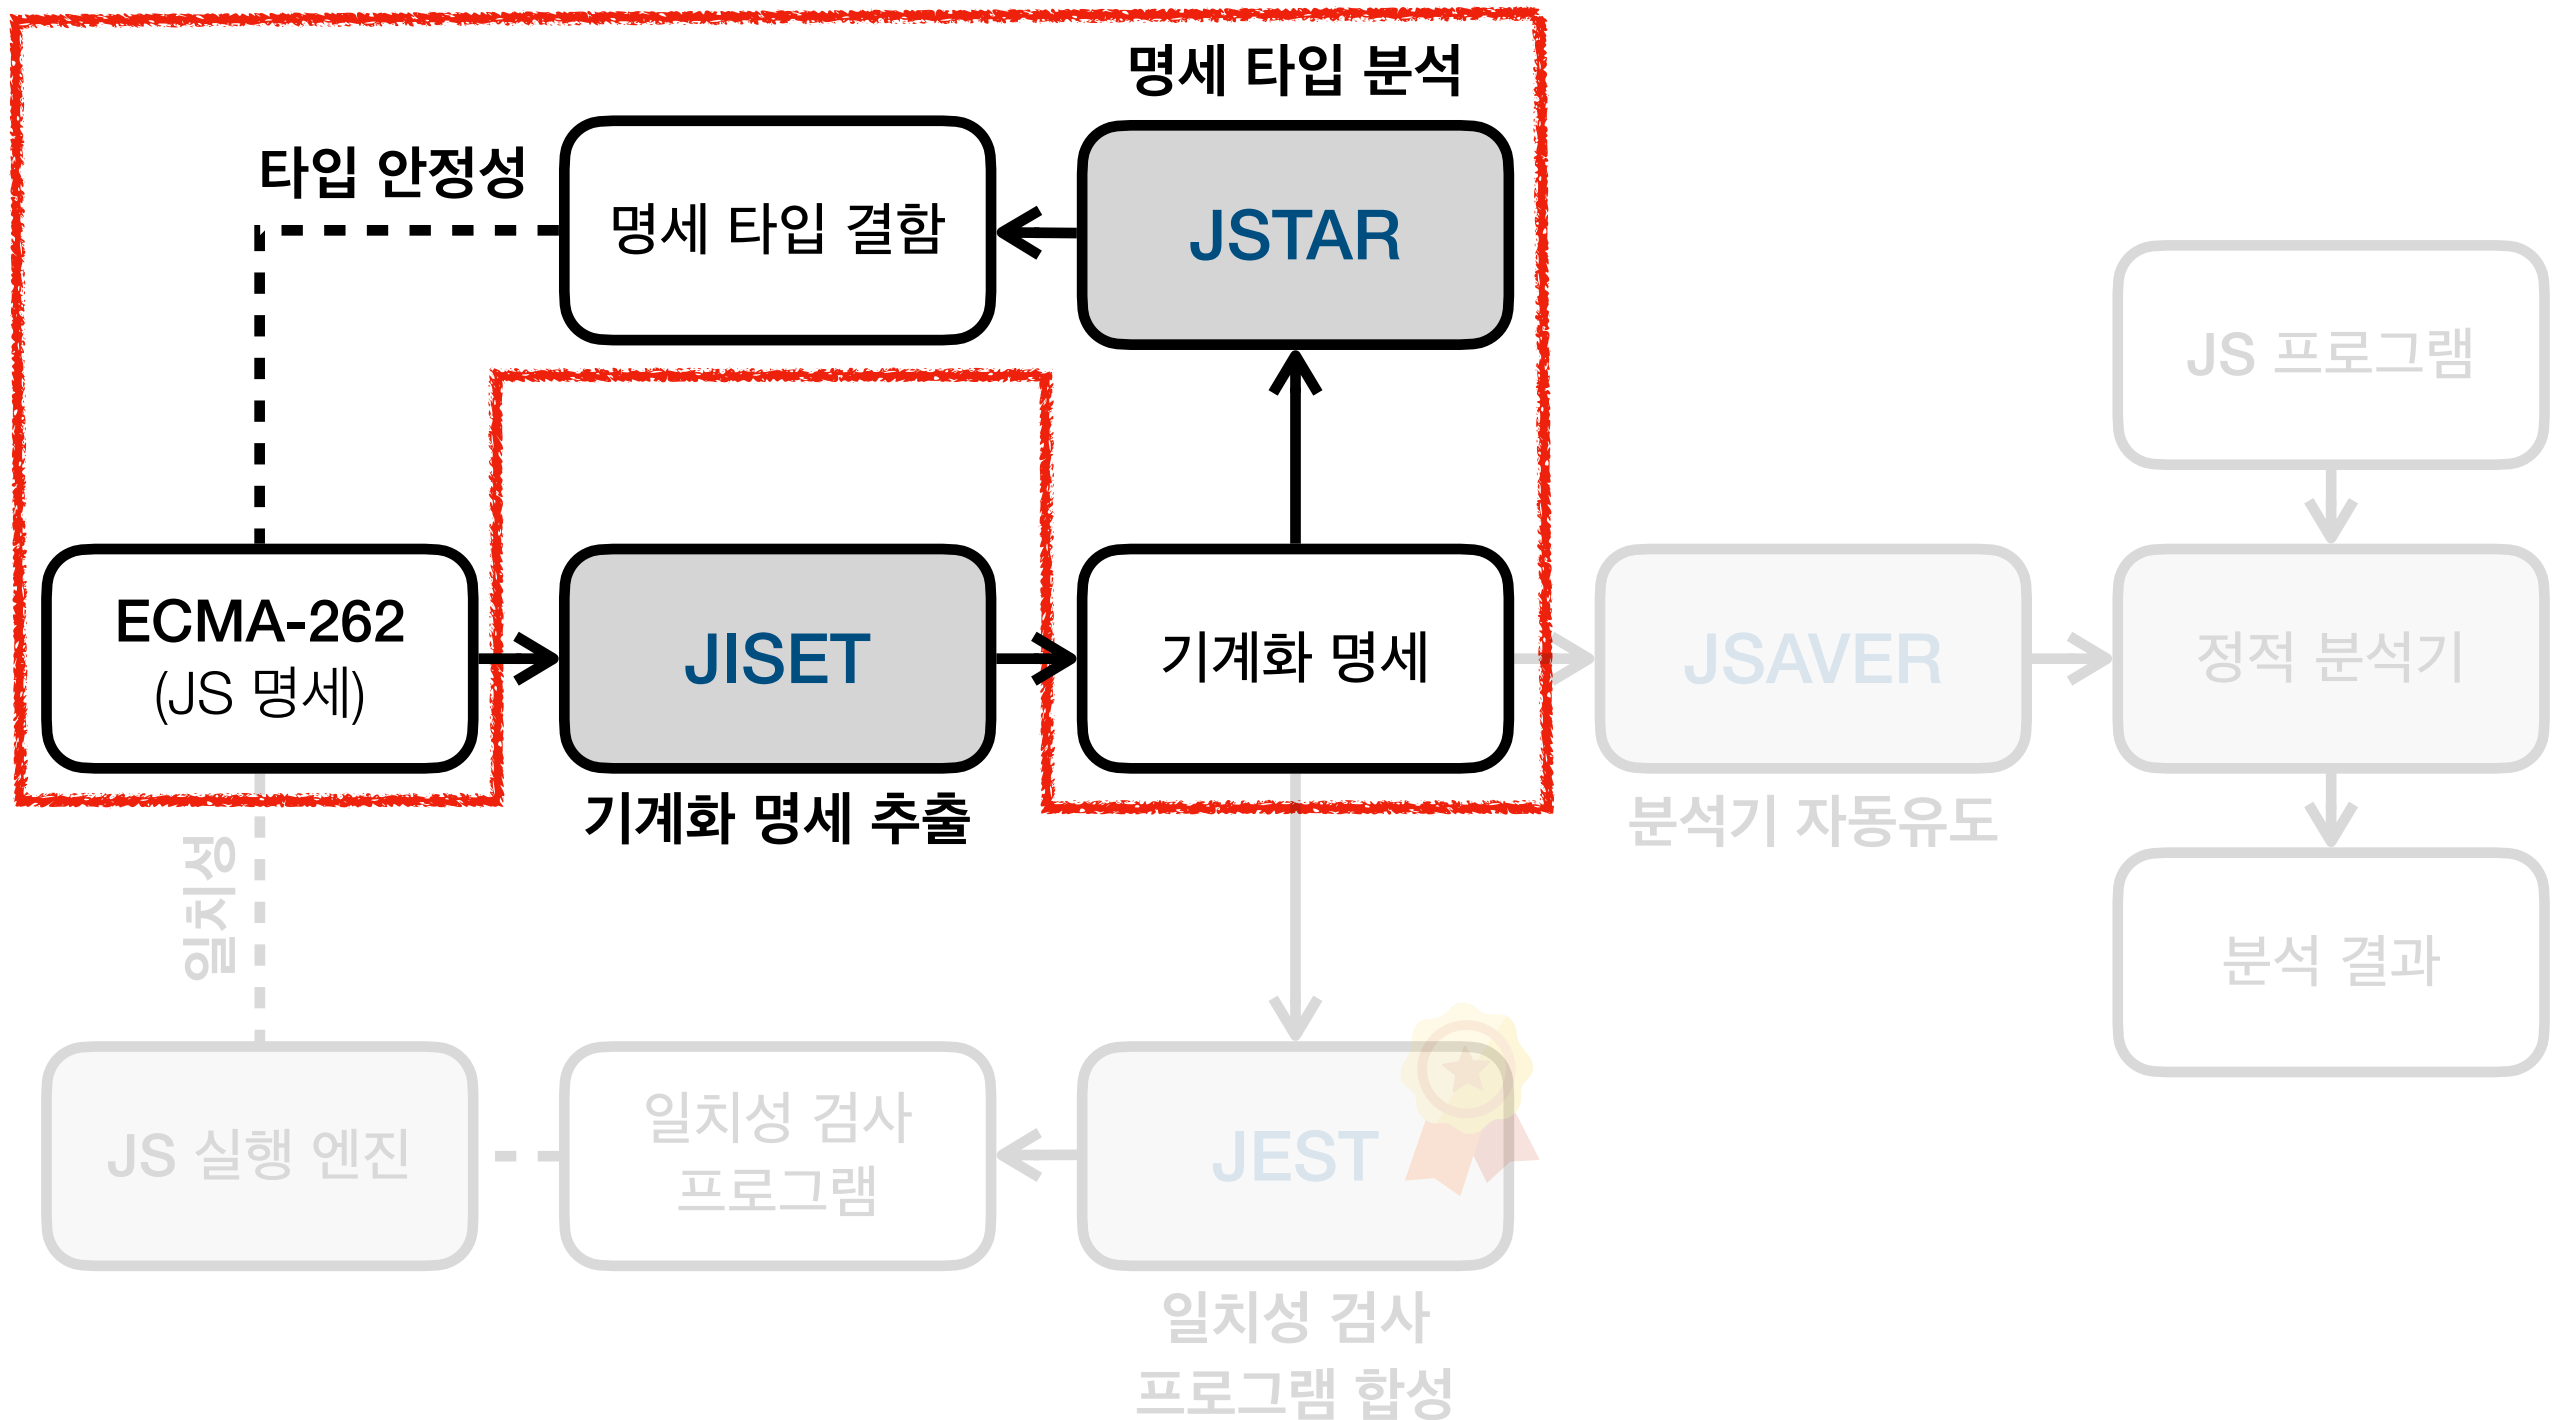 명세 타입 분석
타입 안정성
명세 타입 결함
JSTAR
JS 프로그램
ECMA-262
(JS 명세)
JISET
기계화 명세
JSAVER
정적 분석기
기계화 명세 추출
분석기 자동유도
일치성
분석 결과
JS 실행 엔진
일치성 검사
프로그램
JEST
일치성 검사
프로그램 합성